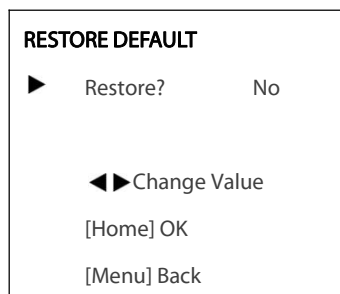 RESTORE DEFAULT
▶ Restore? No
◀▶Change Value
[Home] OK
[Menu] Back